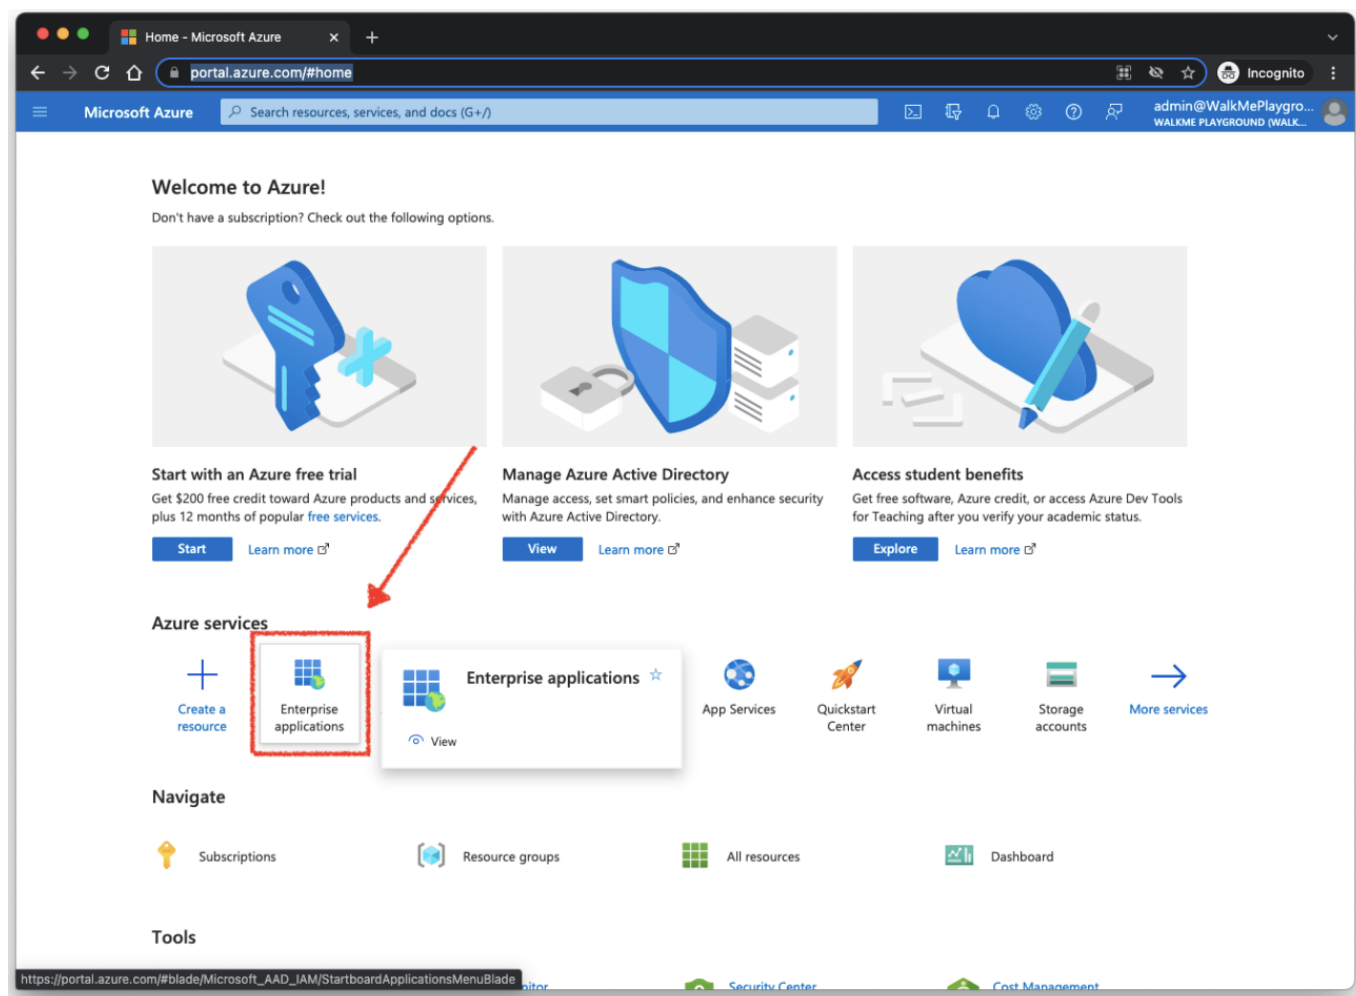 Home - Microsoft Azure
portal.azure.com/#home
Incognito
Microsoft Azure
Search resources, services, and docs (G+/)
admin@WalkMePlaygro...
WALKME PLAYGROUND (WALK...
Welcome to Azure!
Don't have a subscription? Check out the following options.
Start with an Azure free trial
Get $200 free credit toward Azure products and services,
plus 12 months of popular free services.
Start
Learn more
Manage Azure Active Directory
Manage access, set smart policies, and enhance security
with Azure Active Directory.
View
Learn more
Access student benefits
Get free software, Azure credit, or access Azure Dev Tools
for Teaching after you verify your academic status.
Explore
Learn more
Azure services
Create a
resource
Enterprise
applications
Enterprise applications
View
App Services
Quickstart
Center
Virtual
machines
Storage
accounts
More services
Navigate
Subscriptions
Resource groups
All resources
Dashboard
Tools
https://portal.azure.com/#blade/Microsoft_AAD_IAM/StartboardApplicationsMenuBlade
Security Center
Cost Management